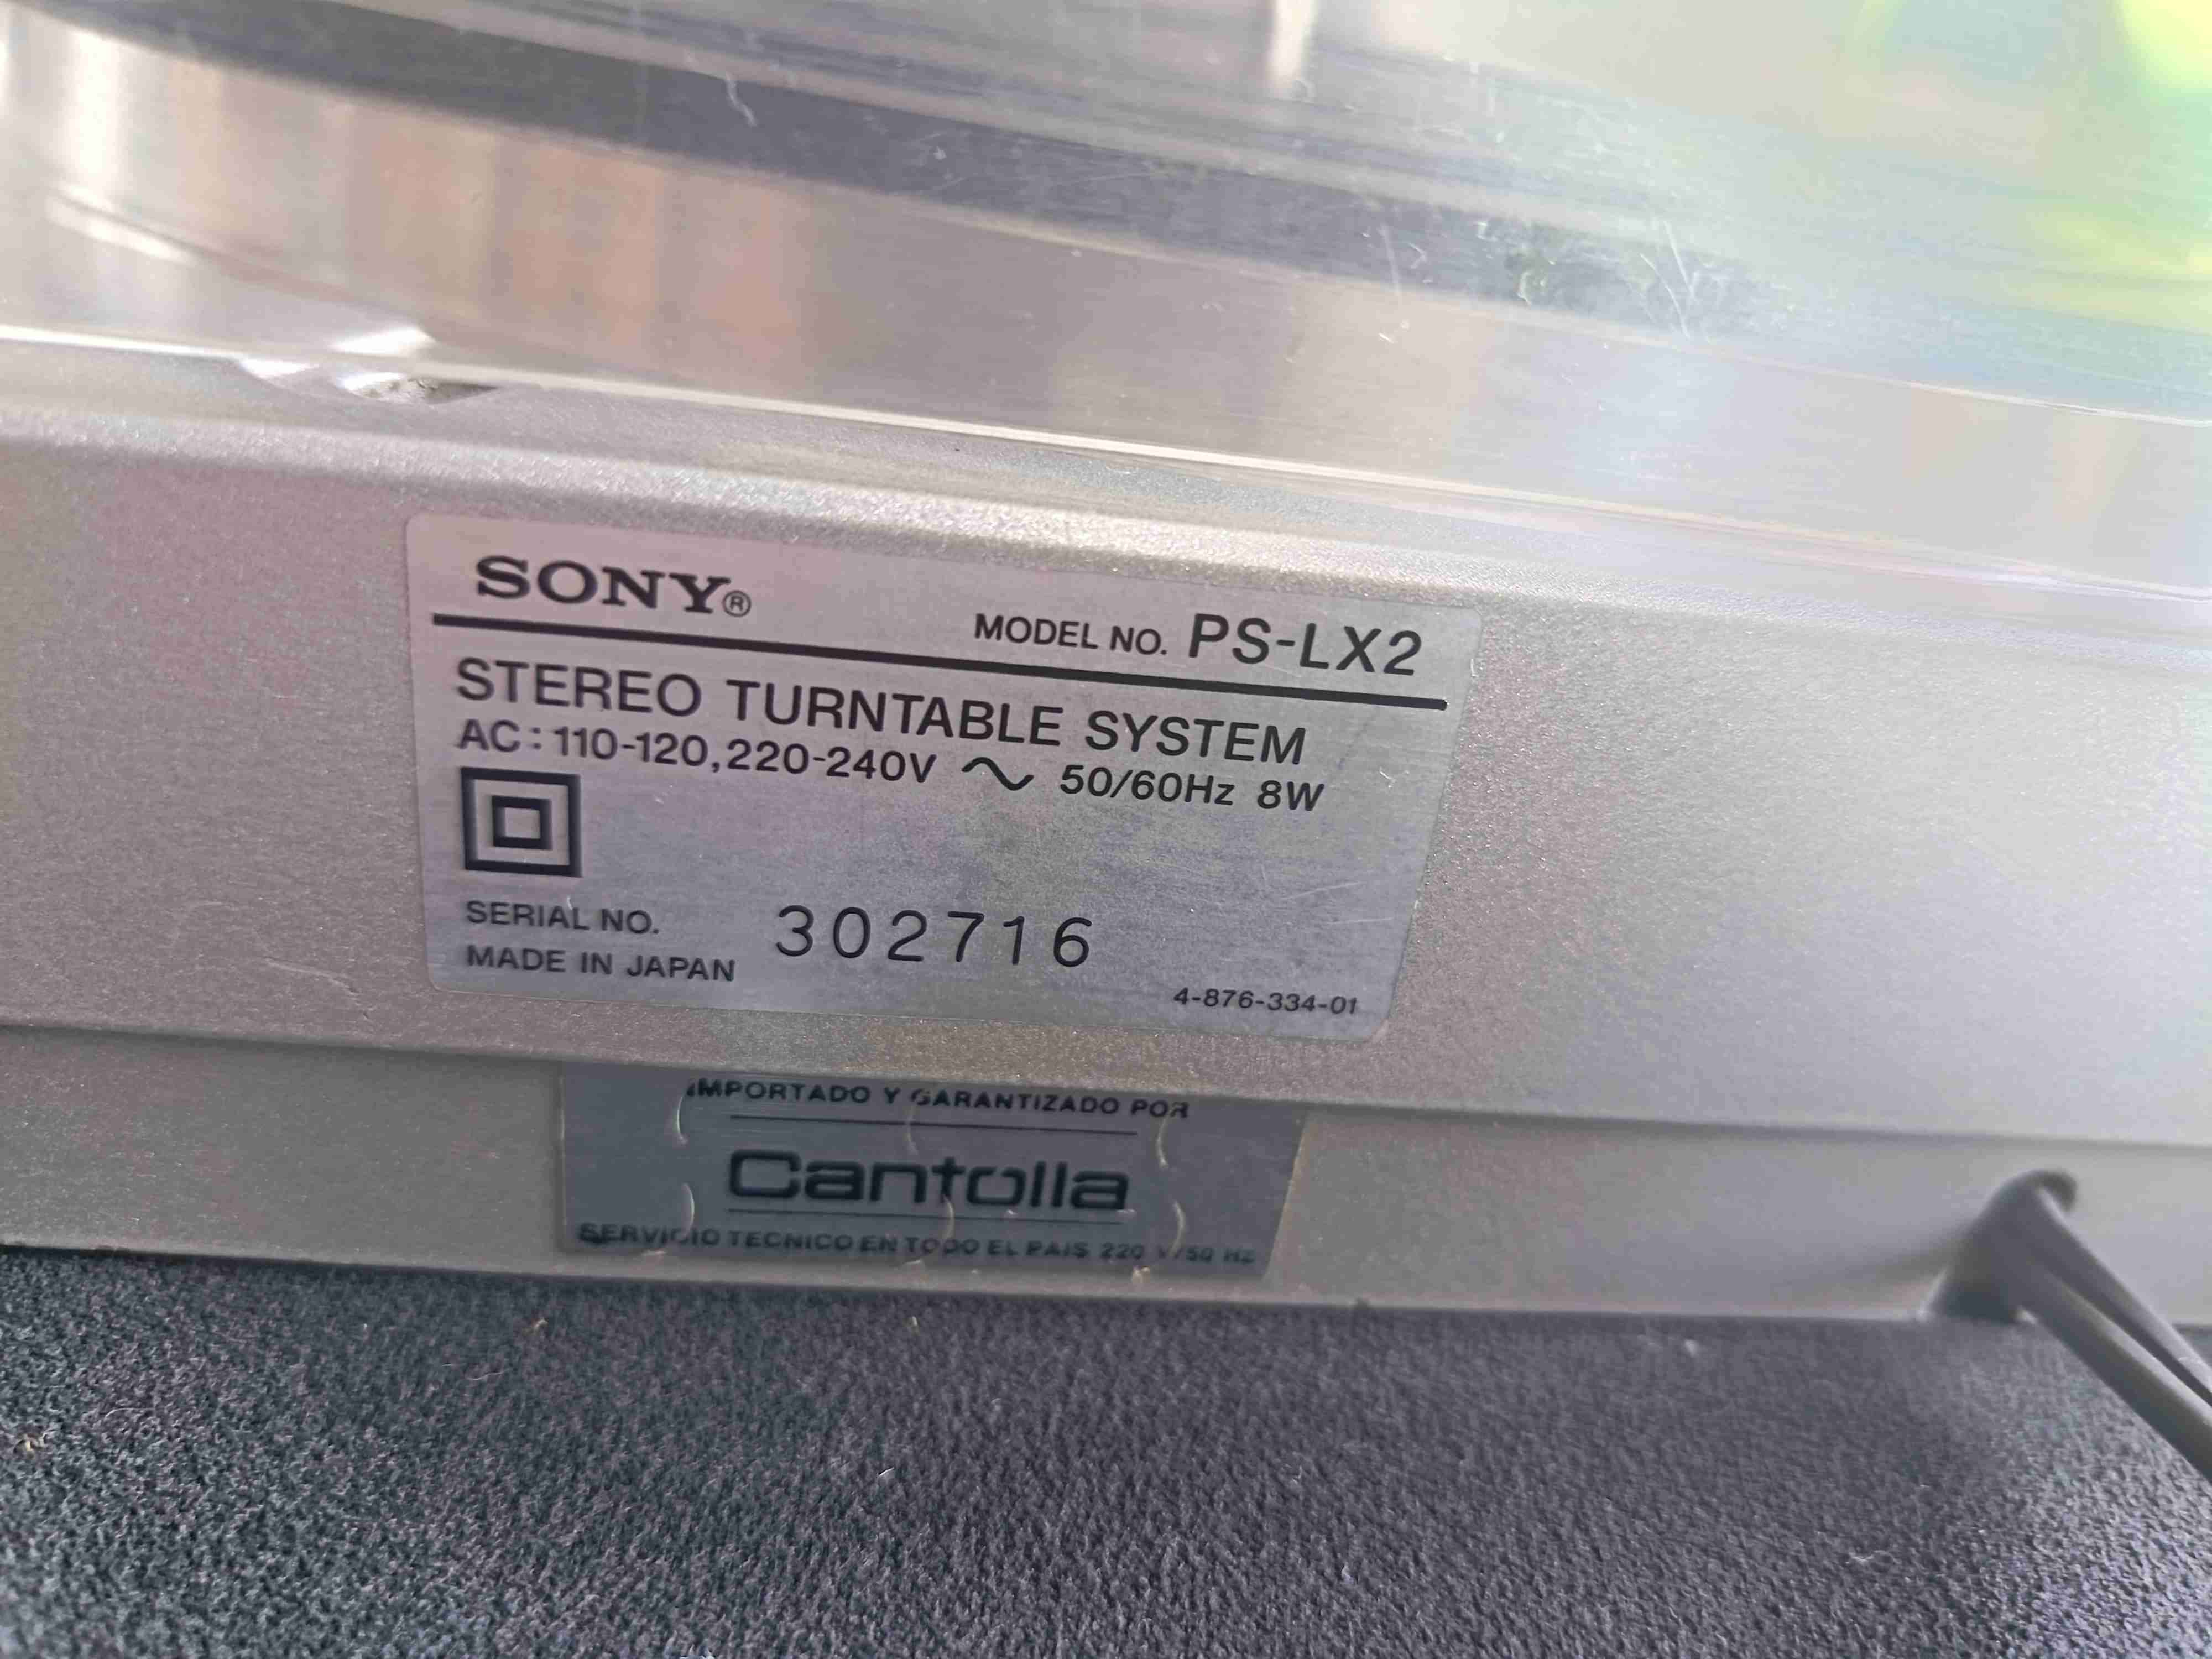 SONY®
MODEL NO. PS-LX2
STEREO TURNTABLE SYSTEM
AC: 110-120, 220-240V ~ 50/60Hz 8W
SERIAL NO. 302716
MADE IN JAPAN
4-876-334-01
IMPORTADO Y GARANTIZADO POR
Cantolla
SERVICIO TECNICO EN TODO EL PAIS 220 V/50 Hz